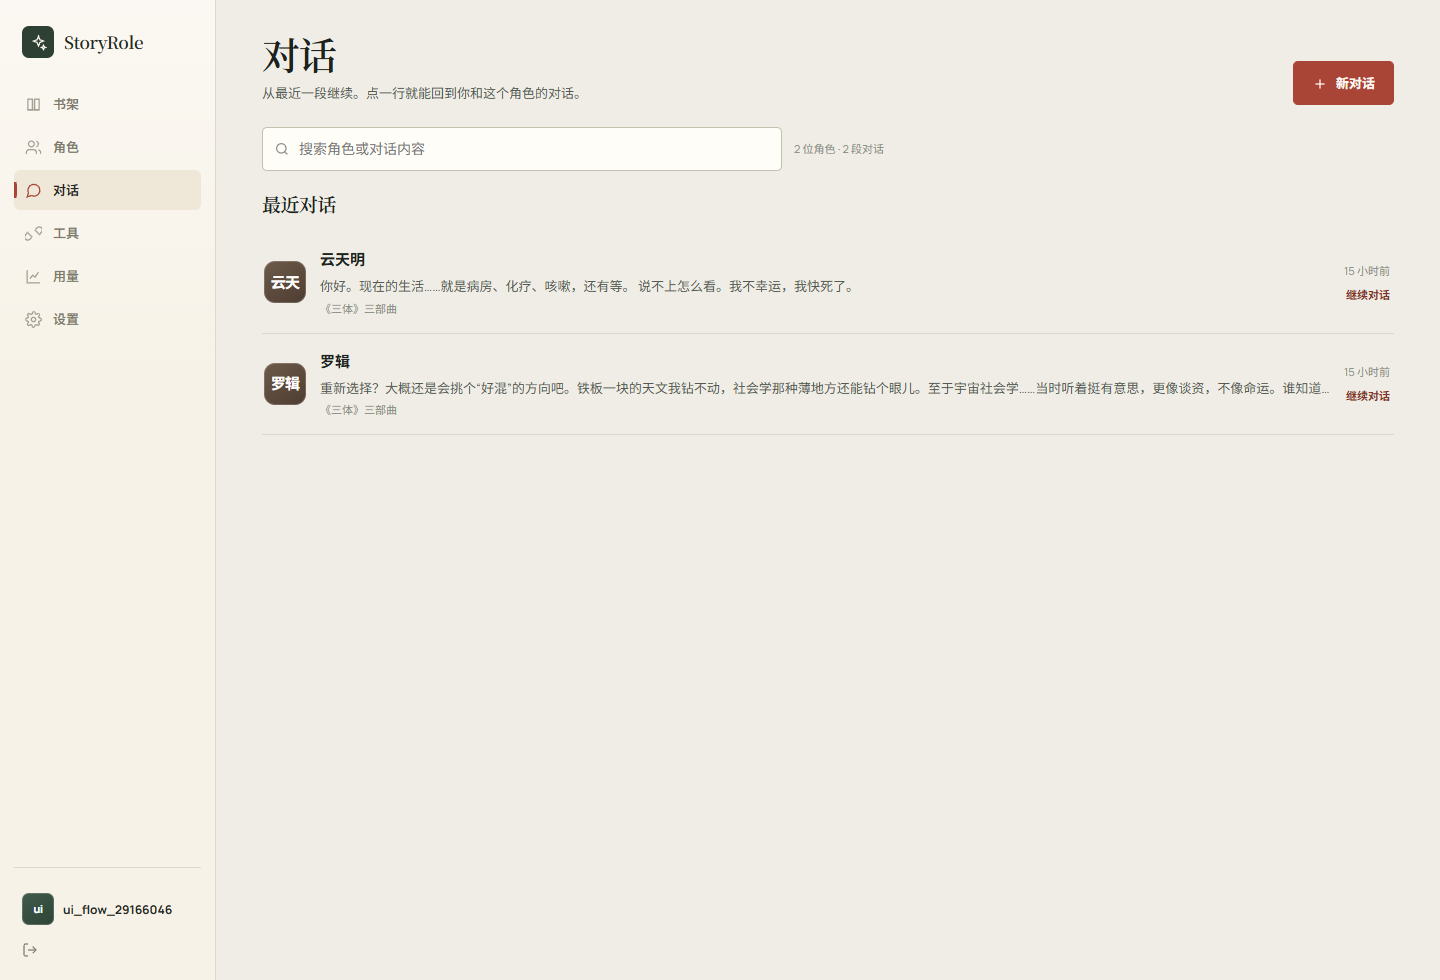 StoryRole
书架
角色
对话
工具
用量
设置
ui
ui_flow_29166046
对话
从最近一段继续。点一行就能回到你和这个角色的对话。
新对话
搜索角色或对话内容
2 位角色 · 2 段对话
最近对话
云天
云天明
你好。现在的生活……就是病房、化疗、咳嗽，还有等。 说不上怎么看。我不幸运，我快死了。
《三体》三部曲
15 小时前
继续对话
罗辑
罗辑
重新选择？大概还是会挑个“好混”的方向吧。铁板一块的天文我钻不动，社会学那种薄地方还能钻个眼儿。至于宇宙社会学……当时听着挺有意思，更像谈资，不像命运。谁知道…
《三体》三部曲
15 小时前
继续对话